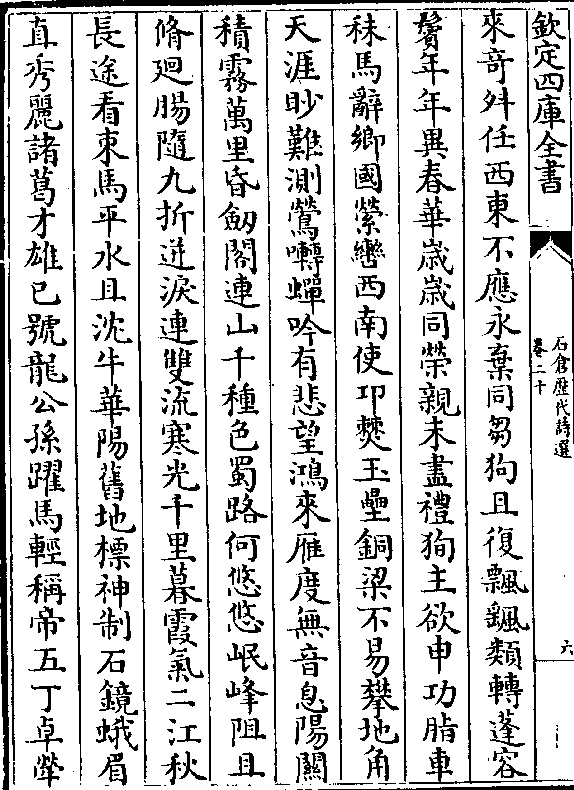 欽定四庫全書
石倉歷代詩選
卷二十
六
來竒舛任西東不應永棄同芻狗且復飄颻類轉蓬容
鬢年年異春華歲歲同榮親未盡禮狥主欲申功脂車
秣馬辭鄉國縈轡西南使卭僰玉壘銅梁不易攀地角
天涯眇難測鶯囀蟬吟有悲望鴻來雁度無音息陽關
積霧萬里昏劒閣連山千種色蜀路何悠悠岷峰阻且
脩廻腸隨九折迸淚連雙流寒光千里暮霞氣二江秋
長途看束馬平水且沈牛華陽舊地標神制石鏡蛾眉
直秀麗諸葛才雄已號龍公孫躍馬輕稱帝五丁卓犖